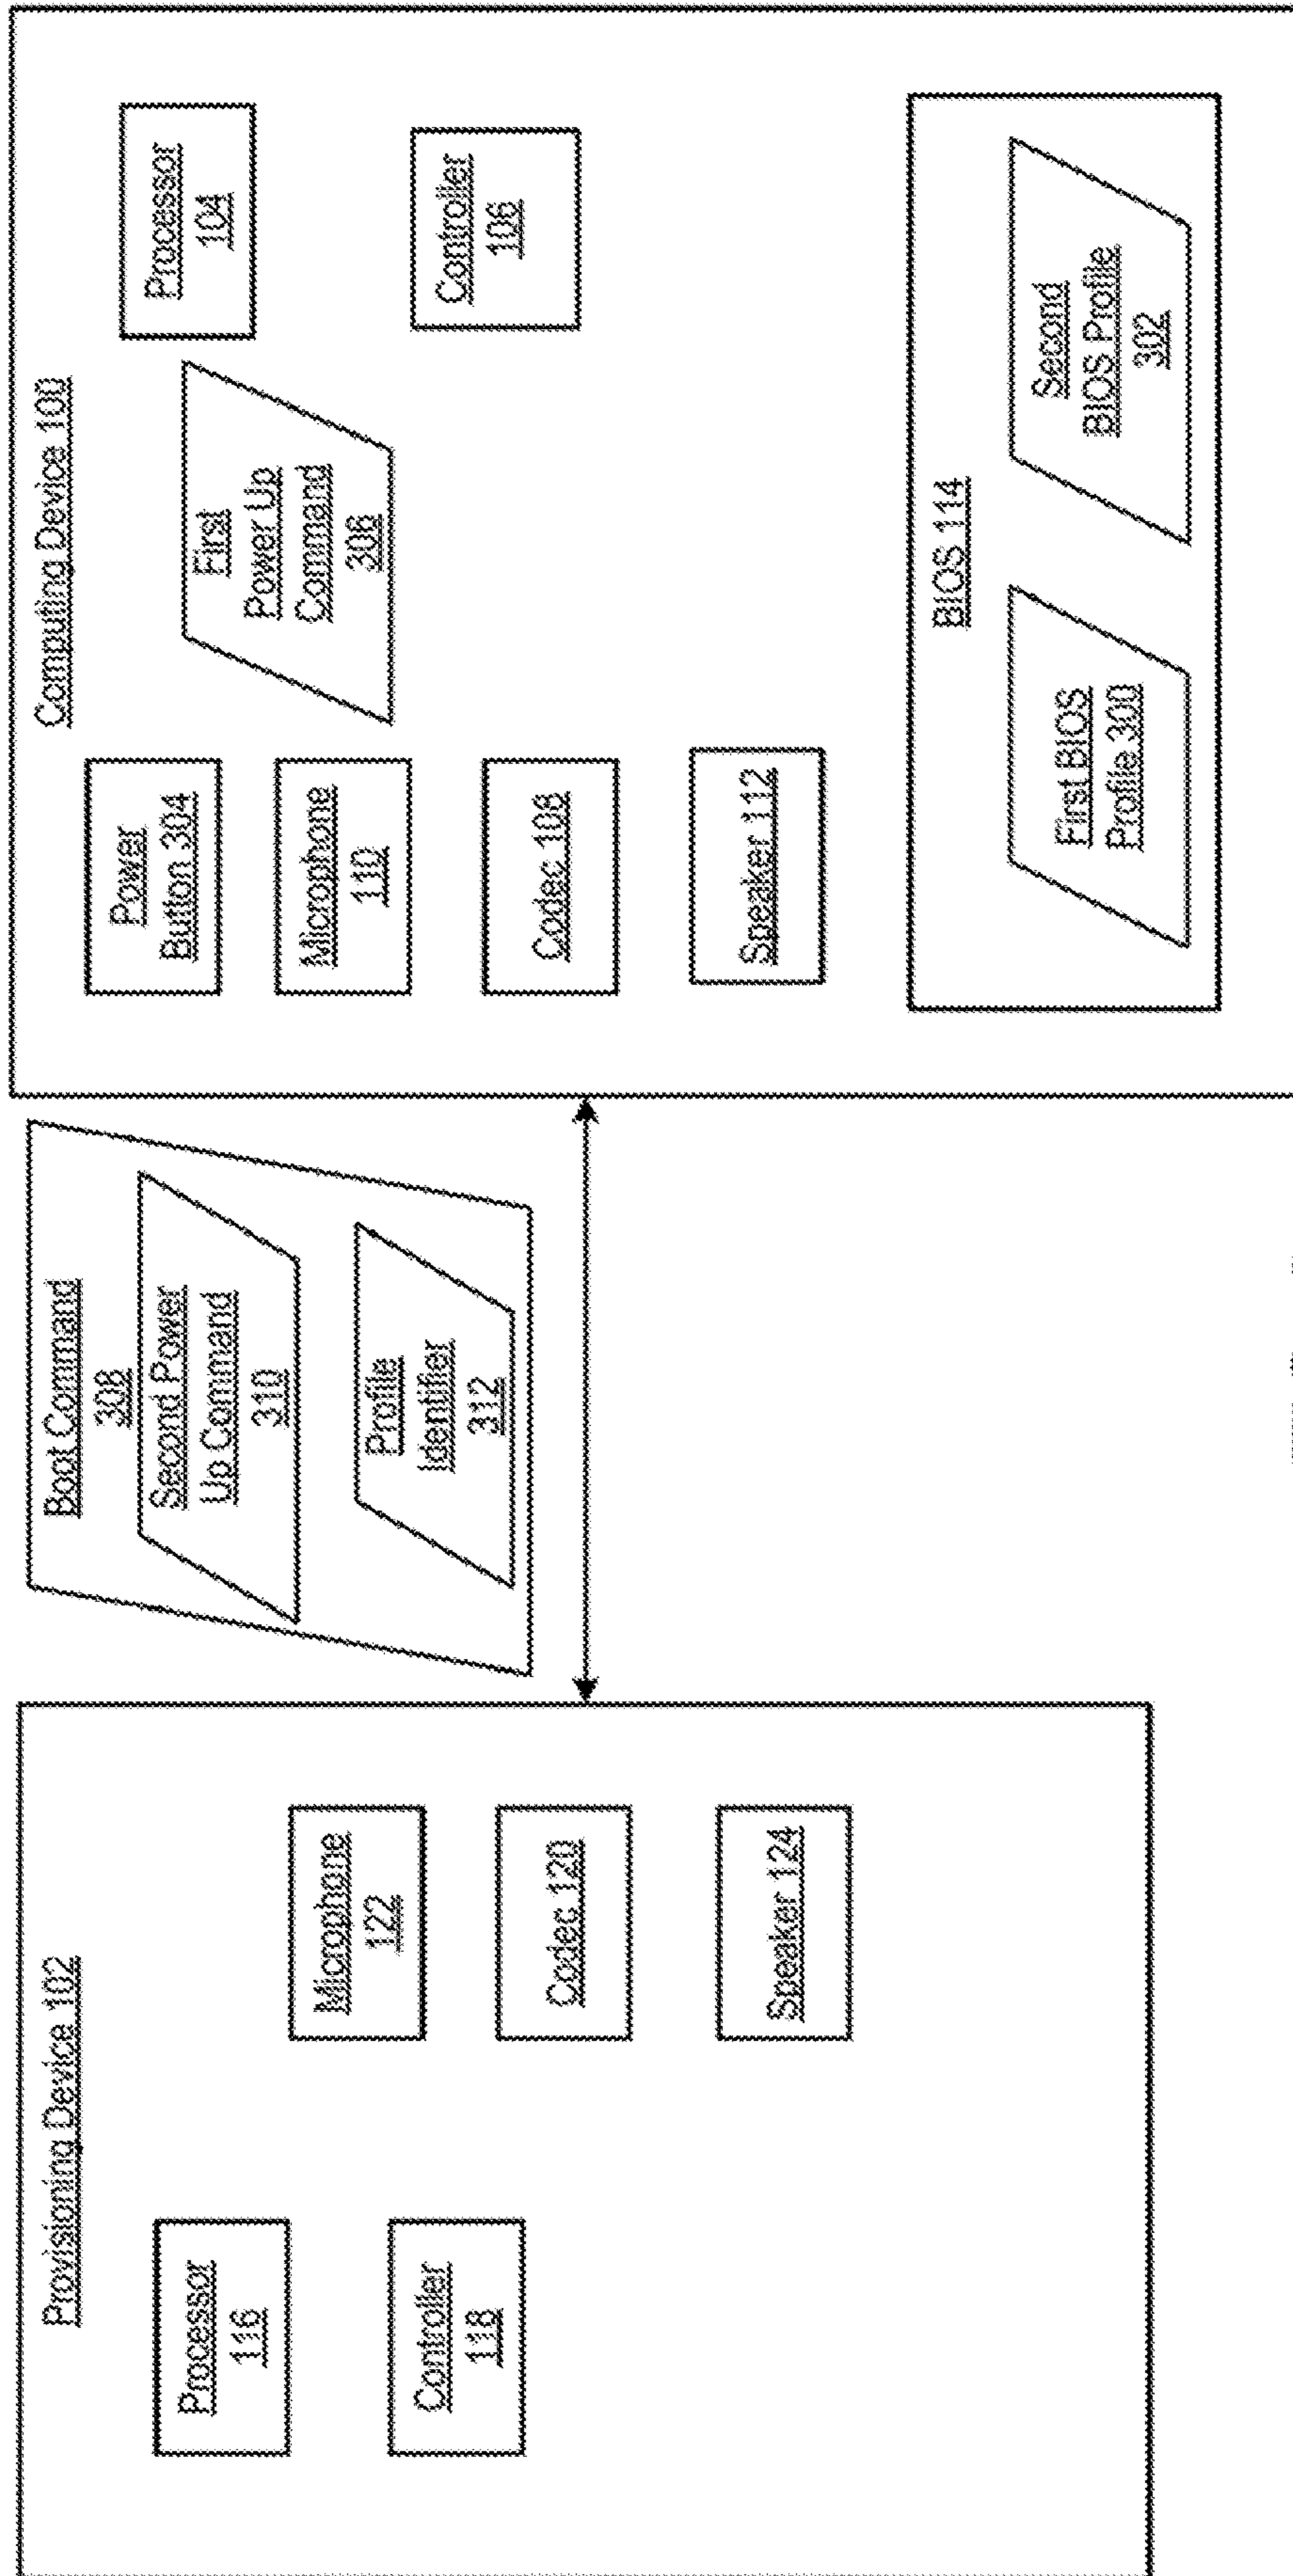 Provisioning Device 102
Processor
116
Controller
118
Microphone
122
Codec 120
Speaker 124
Boot Command
308
Second Power
Up Command
310
Profile
Identifier
312
Computing Device 100
Power
Button 304
Microphone
110
Codec 108
Speaker 112
First
Power Up
Command
306
Processor
104
Controller
106
BIOS 114
First BIOS
Profile 300
Second
BIOS Profile
302